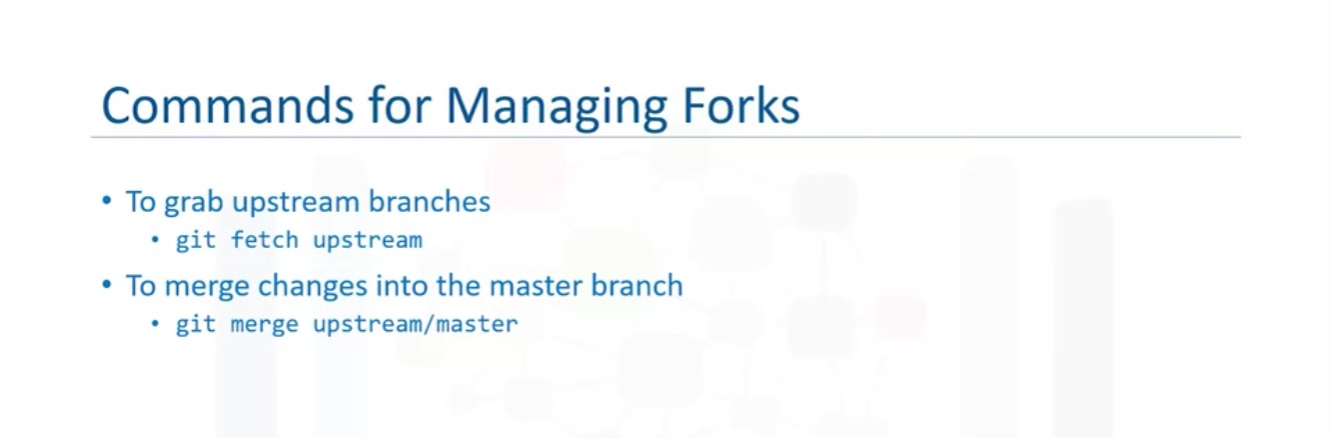 Commands for Managing Forks
• To grab upstream branches
• git fetch upstream
• To merge changes into the master branch
• git merge upstream/master